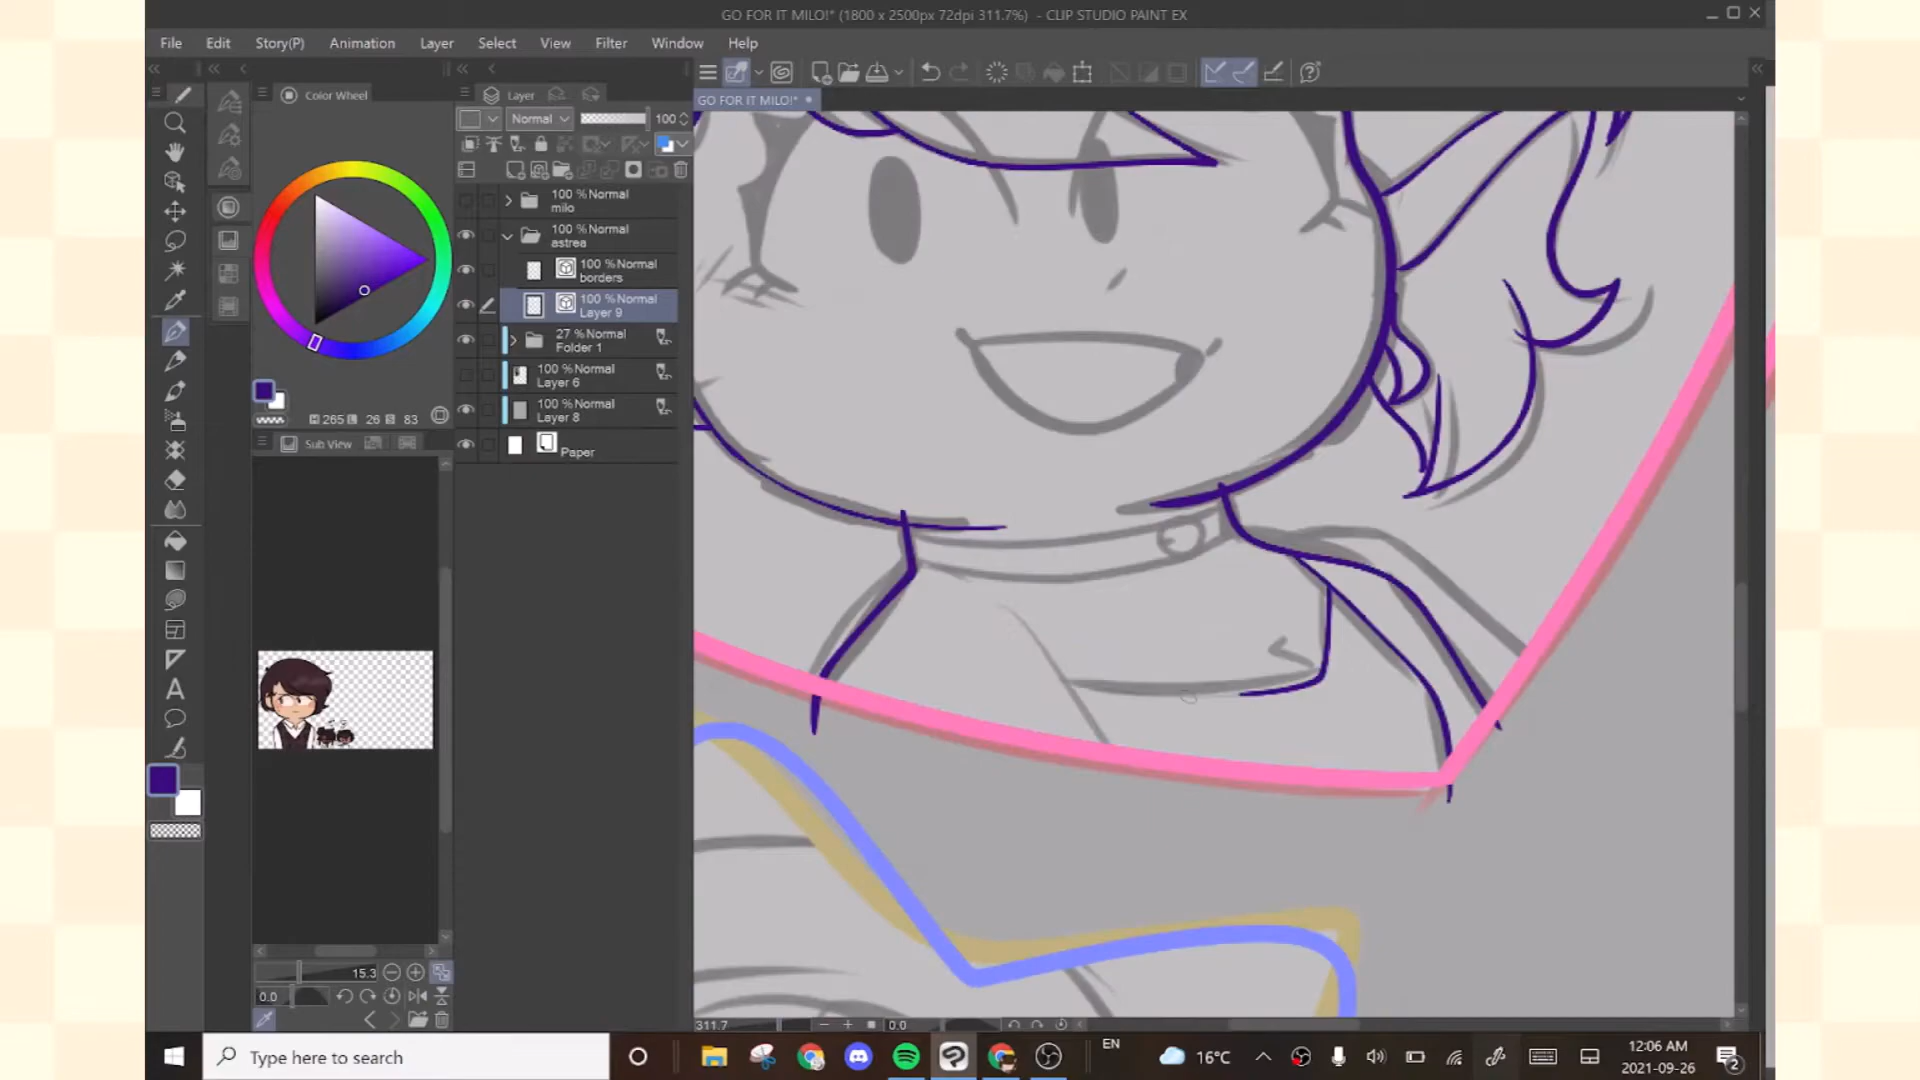 GO FOR IT MILO!* (1800 x 2500px 72dpi 311.7%) - CLIP STUDIO PAINT EX
File Edit Story(P) Animation Layer Select View Filter Window Help
Color Wheel
Layer
GO FOR IT MILO!*
Normal 100
100 %Normal
milo
100 %Normal
astrea
100 %Normal
borders
100 %Normal
Layer 9
27 %Normal
Folder 1
100 %Normal
Layer 6
100 %Normal
Layer 8
Paper
H 265 L 26 S 83
Sub View
15.3
0.0
311.7
0.0
Type here to search
EN
16°C
12:06 AM
2021-09-26
2